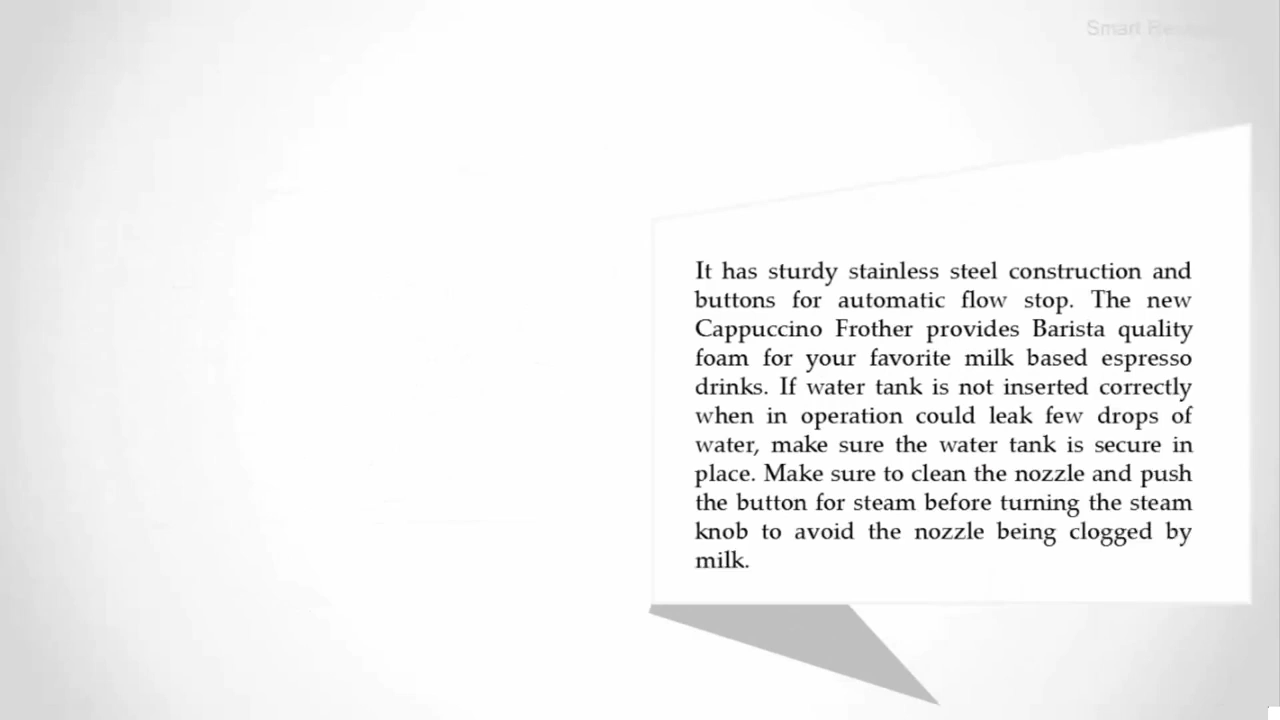 Smart
It has sturdy stainless steel construction and
buttons for automatic flow stop. The new
Cappuccino Frother provides Barista quality
foam for your favorite milk based espresso
drinks. If water tank is not inserted correctly
when in operation could leak few drops of
water, make sure the water tank is secure in
place. Make sure to clean the nozzle and push
the button for steam before turning the steam
knob to avoid the nozzle being clogged by
milk.